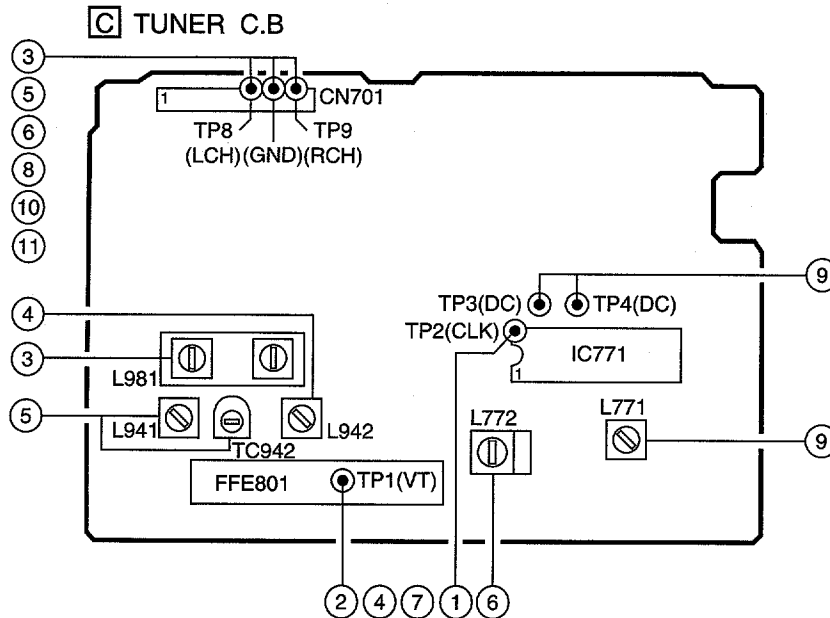 C TUNER C.B
3
5
6
8
10
11
1
CN701
TP8 TP9
(LCH) (GND) (RCH)
9
TP3(DC) TP4(DC)
TP2(CLK)
IC771
1
4
3
L981
5
L941
TC942
L942
L772
L771
9
FFE801
TP1(VT)
2 4 7 1 6